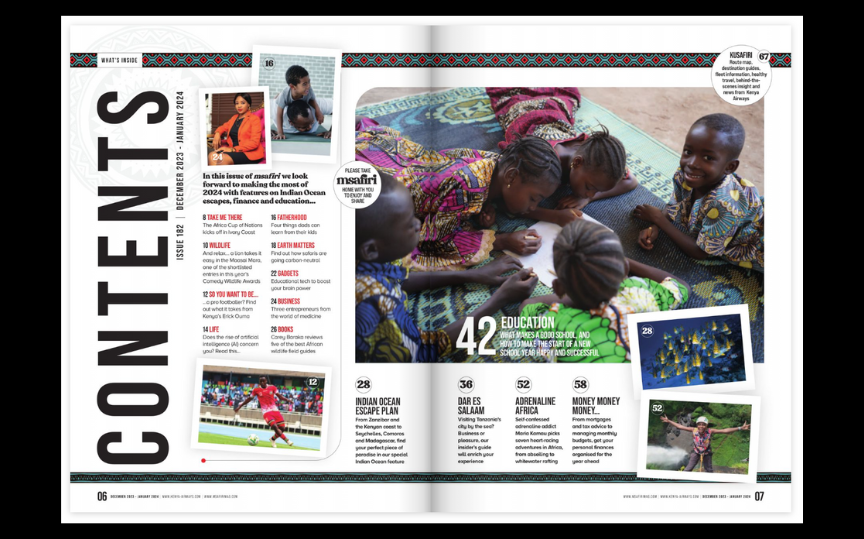 WHAT'S INSIDE
CONTENTS
ISSUE 182 | DECEMBER 2023 - JANUARY 2024
16
24
In this issue of msafiri we look
forward to making the most of
2024 with features on Indian Ocean
escapes, finance and education...
8 TAKE ME THERE
The Africa Cup of Nations
kicks off in Ivory Coast
10 WILDLIFE
And relax... a lion takes it
easy in the Maasai Mara,
one of the shortlisted
entries in this year's
Comedy Wildlife Awards
12 SO YOU WANT TO BE...
...a pro footballer? Find
out what it takes from
Kenya's Erick Ouma
14 LIFE
Does the rise of artificial
intelligence (AI) concern
you? Read this...
16 FATHERHOOD
Four things dads can
learn from their kids
18 EARTH MATTERS
Find out how safaris are
going carbon-neutral
22 GADGETS
Educational tech to boost
your brain power
24 BUSINESS
Three entrepreneurs from
the world of medicine
26 BOOKS
Corey Boraka reviews
five of the best African
wildlife field guides
12
PLEASE TAKE
msafiri
HOME WITH YOU
TO ENJOY AND
SHARE
KUSAFIRI
67
Route map,
destination guides,
fleet information, healthy
travel, behind-the-
scenes insight and
news from Kenya
Airways
42 EDUCATION
WHAT MAKES A GOOD SCHOOL, AND
HOW TO MAKE THE START OF A NEW
SCHOOL YEAR HAPPY AND SUCCESSFUL
28
52
28
INDIAN OCEAN
ESCAPE PLAN
From Zanzibar and
the Kenyan coast to
Seychelles, Comoros
and Madagascar, find
your perfect piece of
paradise in our special
Indian Ocean feature
36
DAR ES
SALAAM
Visiting Tanzania's
city by the sea?
Business or
pleasure, our
insider's guide
will enrich your
experience
52
ADRENALINE
AFRICA
Self-confessed
adrenaline addict
Marie Kamau picks
seven heart-racing
adventures in Africa,
from abseiling to
whitewater rafting
58
MONEY MONEY
MONEY...
From mortgages
and tax advice to
managing monthly
budgets, get your
personal finances
organised for the
year ahead
06 DECEMBER 2023 - JANUARY 2024 | WWW.KENYA-AIRWAYS.COM | WWW.MSAFIRIMAG.COM
WWW.MSAFIRIMAG.COM | WWW.KENYA-AIRWAYS.COM | DECEMBER 2023 - JANUARY 2024 07